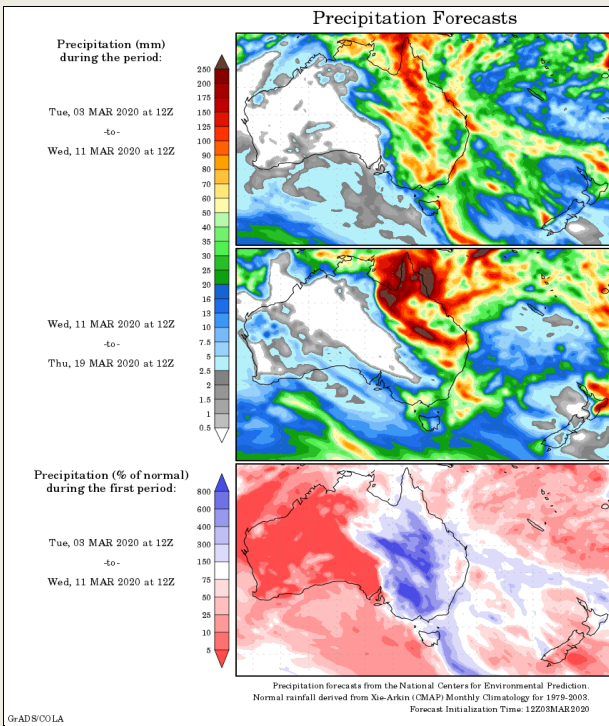 Precipitation Forecasts
Precipitation (mm)
during the period:
Tue, 03 MAR 2020 at 12Z
-to-
Wed, 11 MAR 2020 at 12Z
250
200
175
150
125
100
90
80
70
60
50
40
35
30
25
20
16
13
10
7.5
5
2.5
2
1.5
1
0.5
Wed, 11 MAR 2020 at 12Z
-to-
Thu, 19 MAR 2020 at 12Z
Precipitation (% of normal)
during the first period:
Tue, 03 MAR 2020 at 12Z
-to-
Wed, 11 MAR 2020 at 12Z
800
600
400
300
150
75
50
25
10
5
Precipitation forecasts from the National Centers for Environmental Prediction.
Normal rainfall derived from Xie-Arkin (CMAP) Monthly Climatology for 1979-2003.
Forecast Initialization Time: 12Z03MAR2020
GrADS/COLA